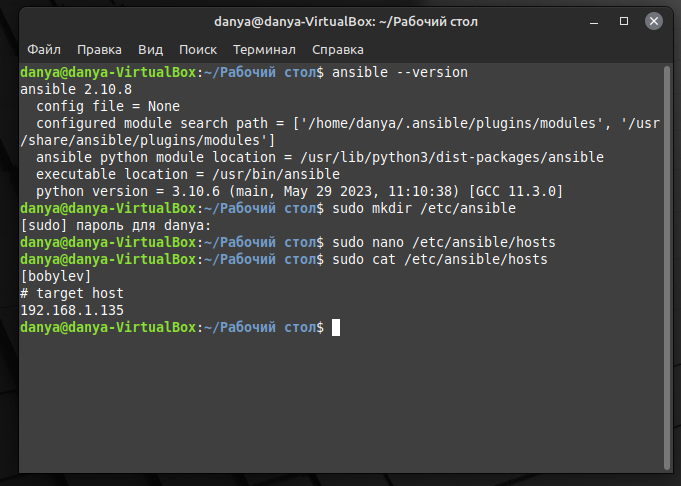 danya@danya-VirtualBox: ~/Рабочий стол
Файл Правка Вид Поиск Терминал Справка
danya@danya-VirtualBox:~/Рабочий стол$ ansible --version
ansible 2.10.8
  config file = None
  configured module search path = ['/home/danya/.ansible/plugins/modules', '/usr
/share/ansible/plugins/modules']
  ansible python module location = /usr/lib/python3/dist-packages/ansible
  executable location = /usr/bin/ansible
  python version = 3.10.6 (main, May 29 2023, 11:10:38) [GCC 11.3.0]
danya@danya-VirtualBox:~/Рабочий стол$ sudo mkdir /etc/ansible
[sudo] пароль для danya:
danya@danya-VirtualBox:~/Рабочий стол$ sudo nano /etc/ansible/hosts
danya@danya-VirtualBox:~/Рабочий стол$ sudo cat /etc/ansible/hosts
[bobylev]
# target host
192.168.1.135
danya@danya-VirtualBox:~/Рабочий стол$